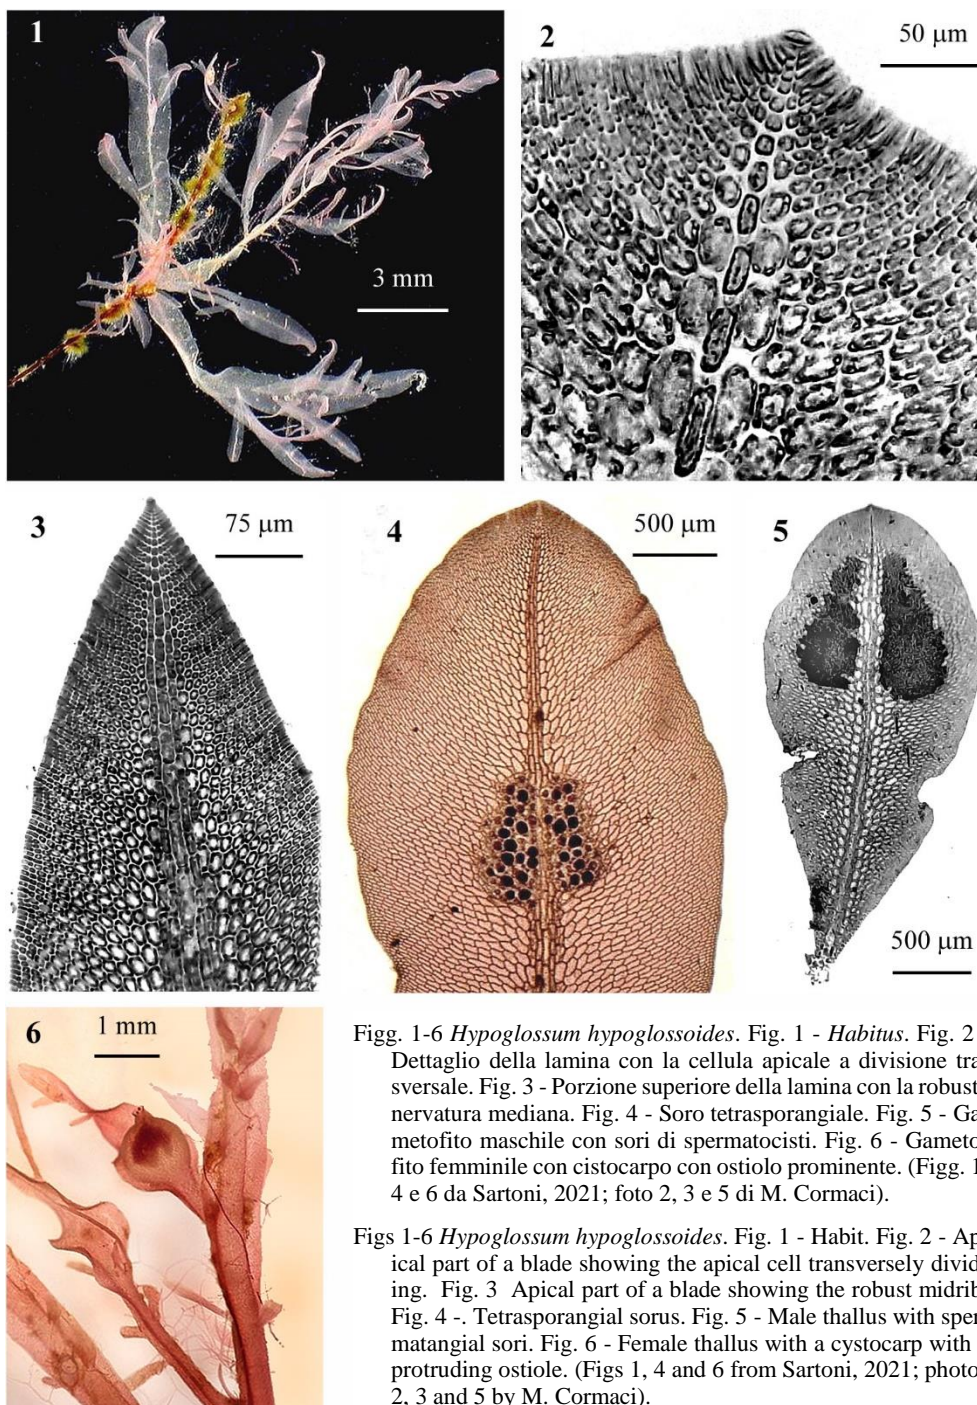 1
3 mm
2
50 µm
3
75 µm
4
500 µm
5
500 µm
6
1 mm
Figg. 1-6 Hypoglossum hypoglossoides. Fig. 1 - Habitus. Fig. 2
Dettaglio della lamina con la cellula apicale a divisione tra
sversale. Fig. 3 - Porzione superiore della lamina con la robust
nervatura mediana. Fig. 4 - Soro tetrasporangiale. Fig. 5 - Ga
metofito maschile con sori di spermatocisti. Fig. 6 - Gameto
fito femminile con cistocarpo con ostiolo prominente. (Figg. 1
4 e 6 da Sartoni, 2021; foto 2, 3 e 5 di M. Cormaci).
Figs 1-6 Hypoglossum hypoglossoides. Fig. 1 - Habit. Fig. 2 - Ap
ical part of a blade showing the apical cell transversely divid
ing. Fig. 3 Apical part of a blade showing the robust midrib
Fig. 4 -. Tetrasporangial sorus. Fig. 5 - Male thallus with sper
matangial sori. Fig. 6 - Female thallus with a cystocarp with
protruding ostiole. (Figs 1, 4 and 6 from Sartoni, 2021; photo
2, 3 and 5 by M. Cormaci).